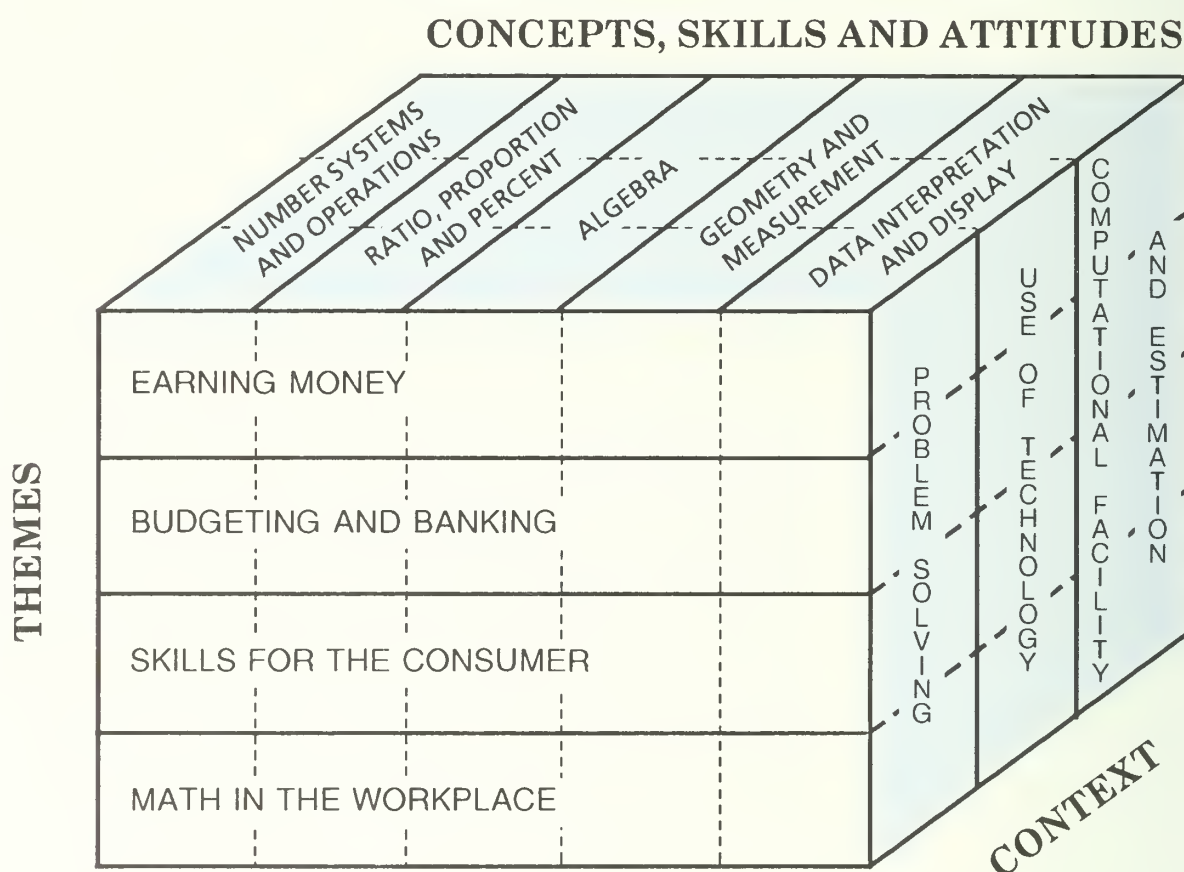 CONCEPTS, SKILLS AND ATTITUDES
NUMBER SYSTEMS
AND OPERATIONS
RATIO, PROPORTION
AND PERCENT
ALGEBRA
GEOMETRY AND
MEASUREMENT
DATA INTERPRETATION
AND DISPLAY
THEMES
EARNING MONEY
BUDGETING AND BANKING
SKILLS FOR THE CONSUMER
MATH IN THE WORKPLACE
PROBLEM SOLVING
USE OF TECHNOLOGY
COMPUTATIONAL FACILITY
AND ESTIMATION
CONTEXT